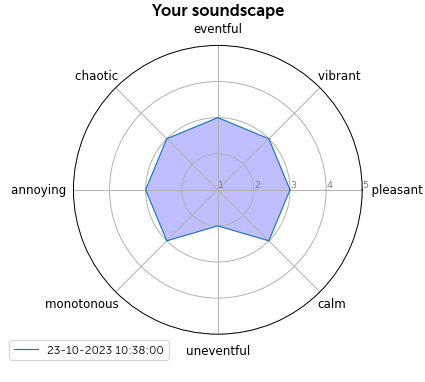 Your soundscape
eventful
chaotic
vibrant
annoying
1
2
3
4
5
pleasant
monotonous
calm
uneventful
23-10-2023 10:38:00